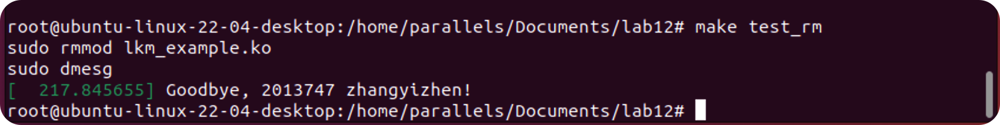 root@ubuntu-linux-22-04-desktop:/home/parallels/Documents/lab12# make test_rm
sudo rmmod lkm_example.ko
sudo dmesg
[  217.845655] Goodbye, 2013747 zhangyizhen!
root@ubuntu-linux-22-04-desktop:/home/parallels/Documents/lab12#